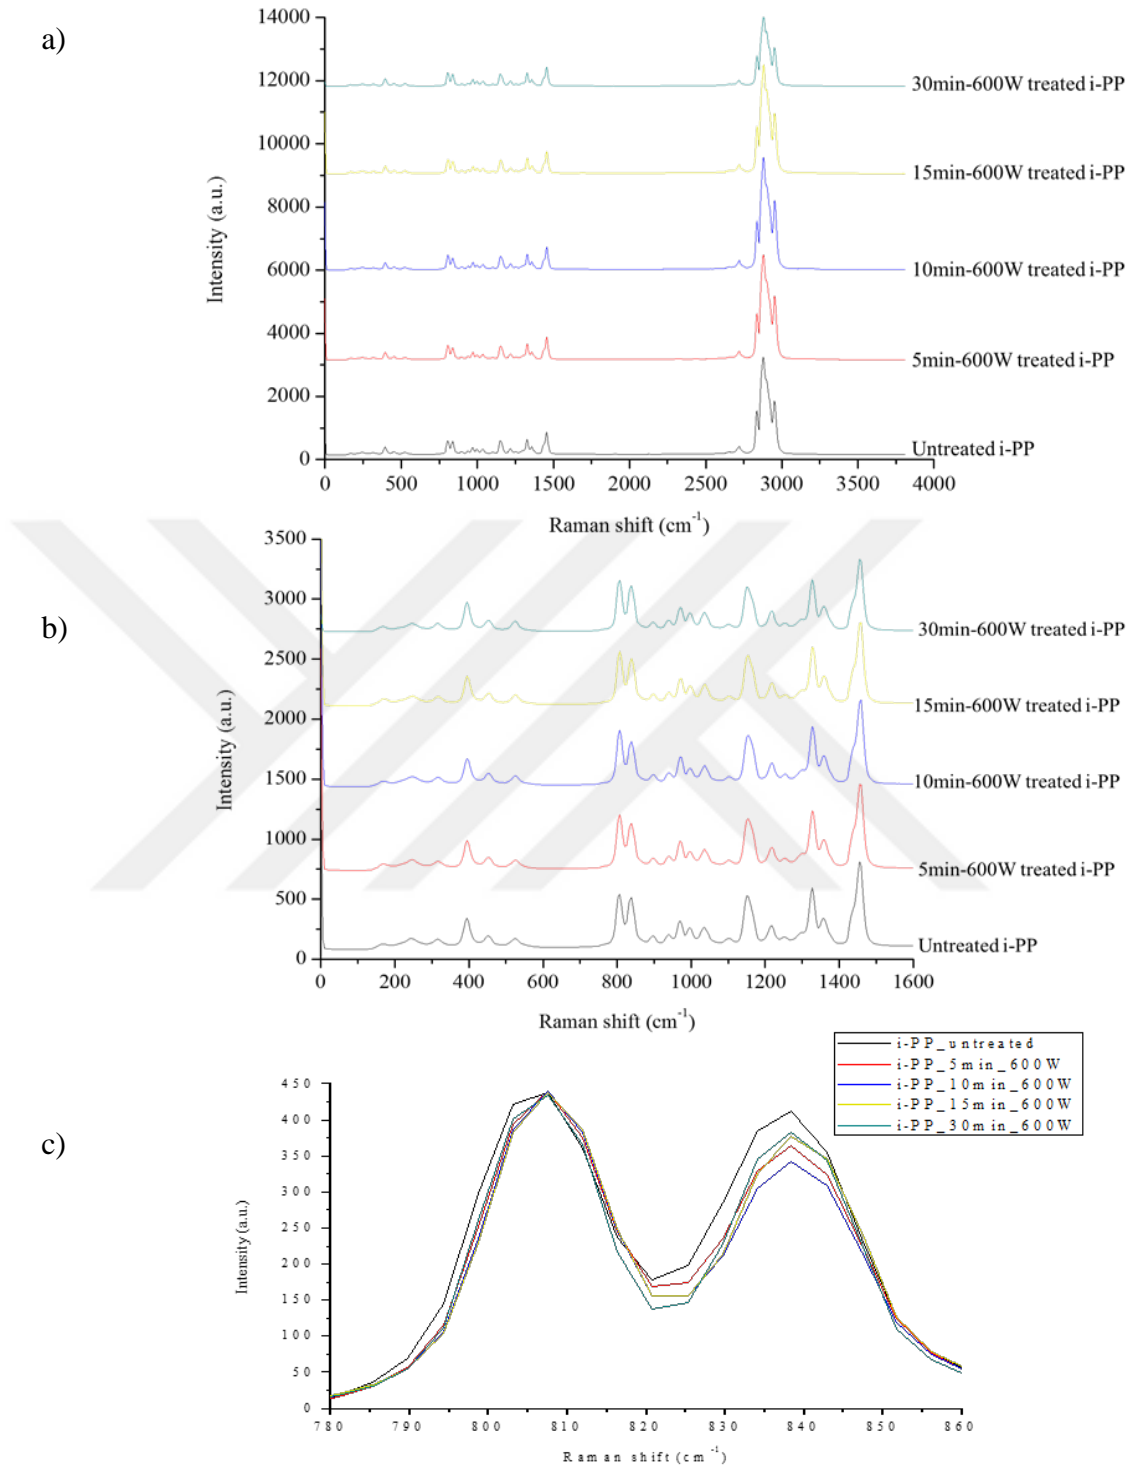 a)
14000
12000
10000
8000
6000
4000
2000
0
Intensity (a.u.)
30min-600W treated i-PP
15min-600W treated i-PP
10min-600W treated i-PP
5min-600W treated i-PP
Untreated i-PP
0 500 1000 1500 2000 2500 3000 3500 4000
Raman shift (cm-1)
b)
3500
3000
2500
2000
1500
1000
500
0
Intensity (a.u.)
30min-600W treated i-PP
15min-600W treated i-PP
10min-600W treated i-PP
5min-600W treated i-PP
Untreated i-PP
0 200 400 600 800 1000 1200 1400 1600
Raman shift (cm-1)
c)
i-PP_untreated
i-PP_5min_600W
i-PP_10min_600W
i-PP_15min_600W
i-PP_30min_600W
450
400
350
300
250
200
150
100
50
0
Intensity (a.u.)
780 790 800 810 820 830 840 850 860
Raman shift (cm-1)